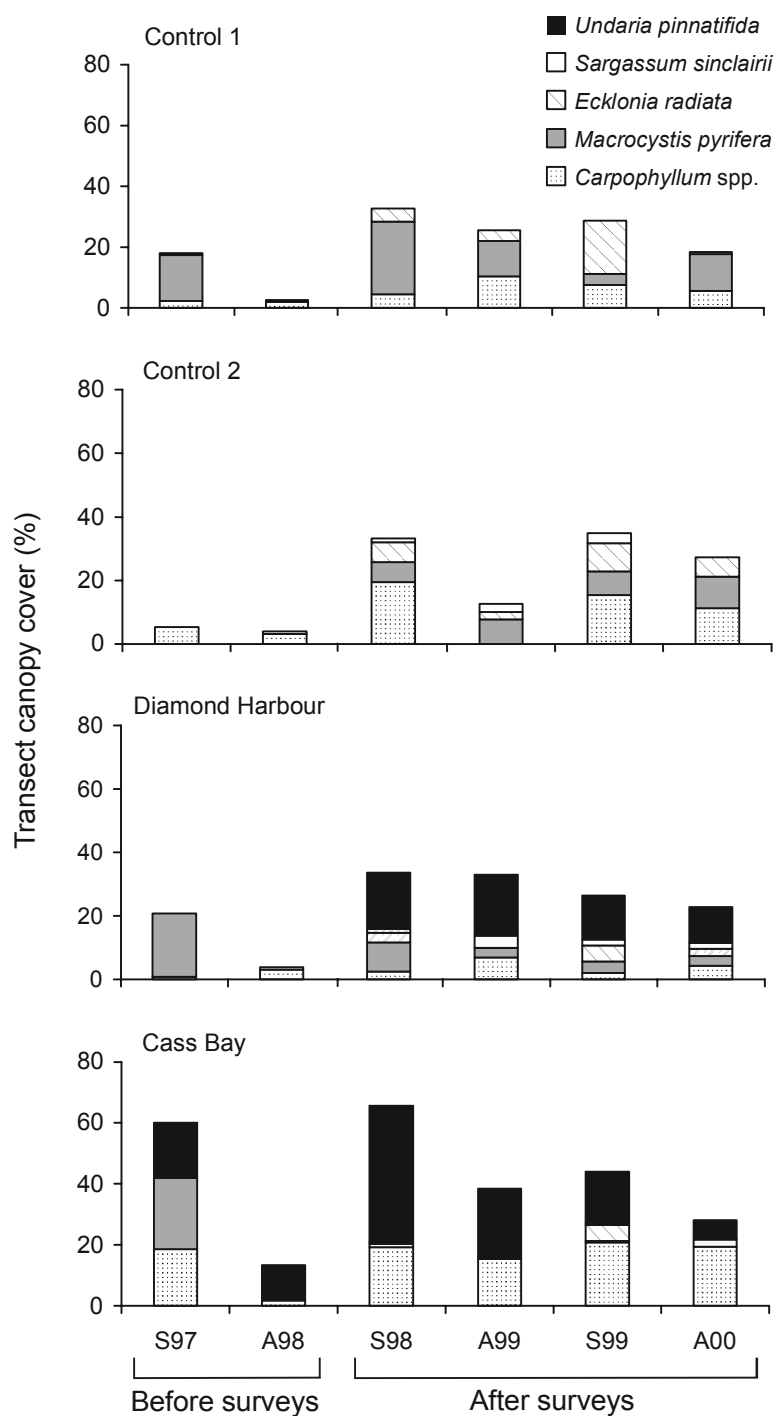 Control 1
Undaria pinnatifida
Sargassum sinclairii
Ecklonia radiata
Macrocystis pyrifera
Carpophyllum spp.
80
60
40
20
0
Control 2
80
60
40
20
0
Transect canopy cover (%)
Diamond Harbour
80
60
40
20
0
Cass Bay
80
60
40
20
0
S97 A98 S98 A99 S99 A00
Before surveys After surveys